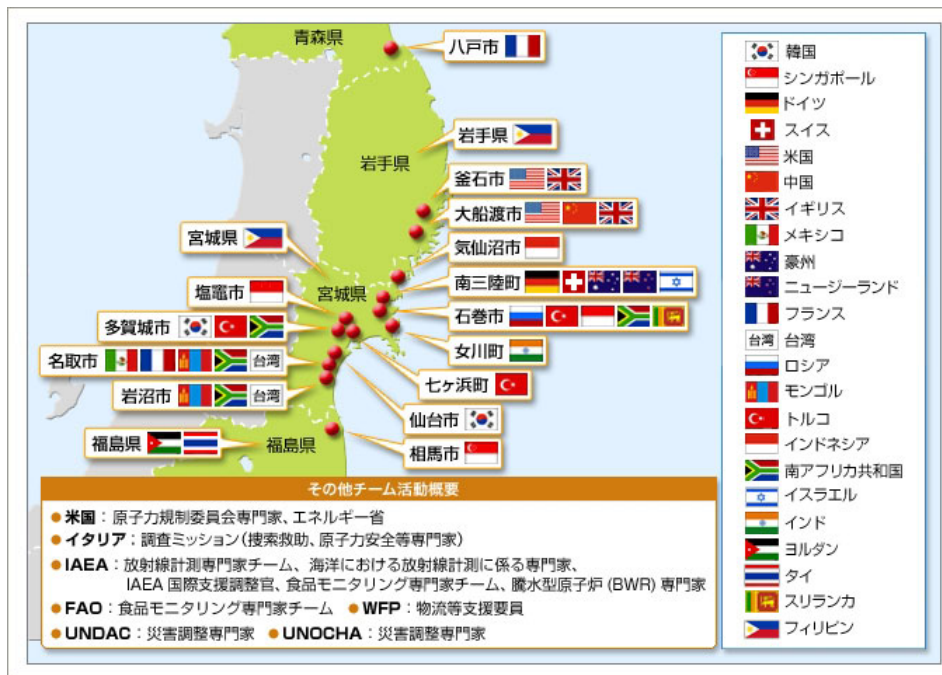 青森県
八戸市
岩手県
岩手県
釜石市
大船渡市
宮城県
気仙沼市
南三陸町
塩竈市
宮城県
石巻市
多賀城市
女川町
名取市 台湾
七ヶ浜町
岩沼市 台湾
仙台市
福島県
福島県
相馬市
韓国
シンガポール
ドイツ
スイス
米国
中国
イギリス
メキシコ
豪州
ニュージーランド
フランス
台湾 台湾
ロシア
モンゴル
トルコ
インドネシア
南アフリカ共和国
イスラエル
インド
ヨルダン
タイ
スリランカ
フィリピン
その他チーム活動概要
●米国：原子力規制委員会専門家、エネルギー省
●イタリア：調査ミッション（捜索救助、原子力安全等専門家）
●IAEA：放射線計測専門家チーム、海洋における放射線計測に係る専門家、
IAEA 国際支援調整官、食品モニタリング専門家チーム、騰水型原子炉 (BWR) 専門家
●FAO：食品モニタリング専門家チーム ●WFP：物流等支援要員
●UNDAC：災害調整専門家 ●UNOCHA：災害調整専門家